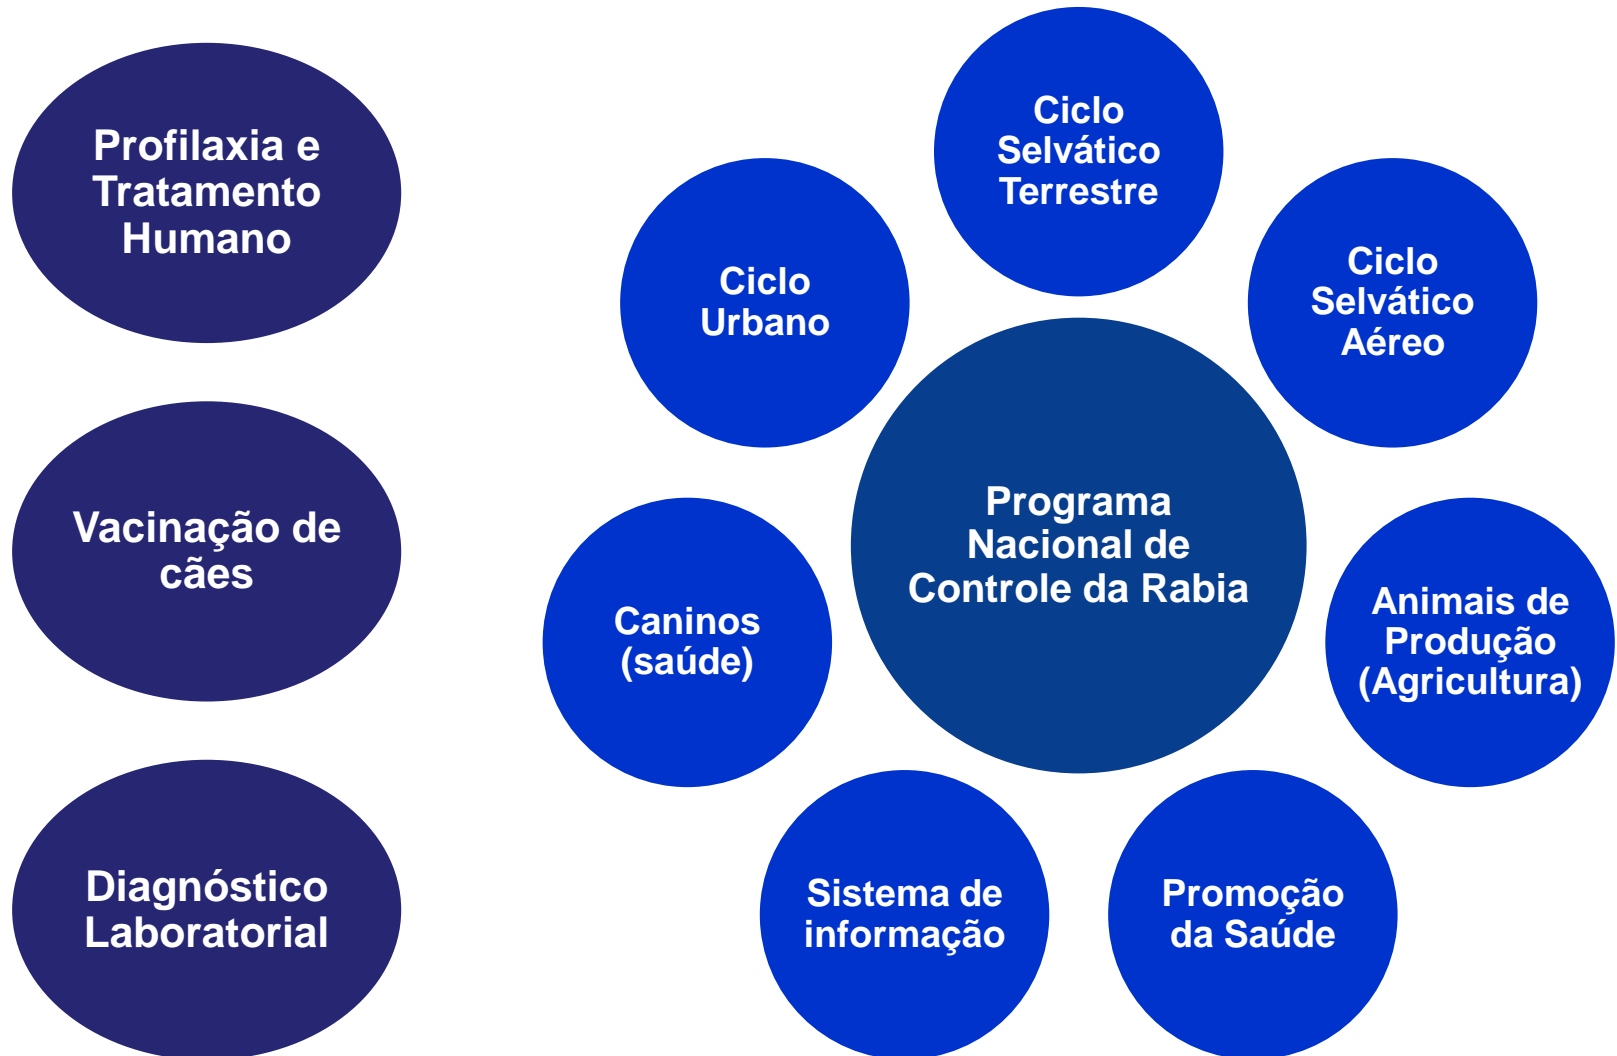 Profilaxia e
Tratamento
Humano
Vacinação de
cães
Diagnóstico
Laboratorial
Ciclo
Selvático
Terrestre
Ciclo
Selvático
Aéreo
Animais de
Produção
(Agricultura)
Promoção
da Saúde
Sistema de
informação
Caninos
(saúde)
Ciclo
Urbano
Programa
Nacional de
Controle da Rabia